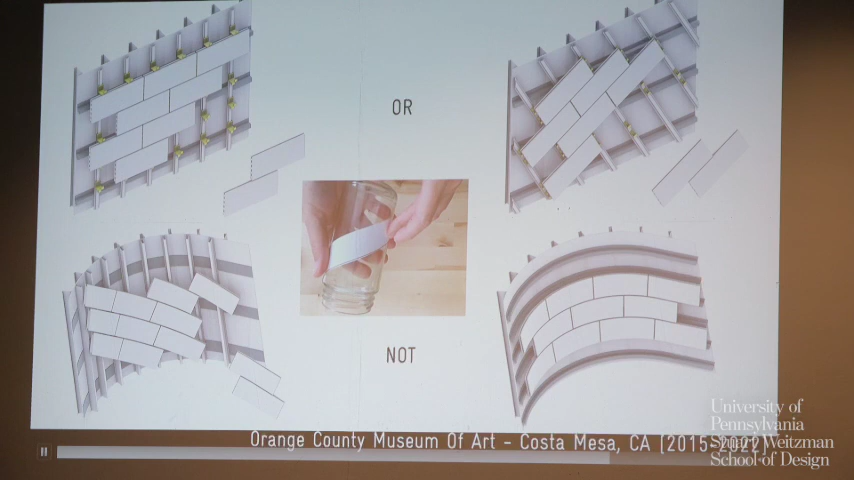 OR
NOT
Orange County Museum Of Art - Costa Mesa, CA [2015-2022]
University of
Pennsylvania
Stuart Weitzman
School of Design